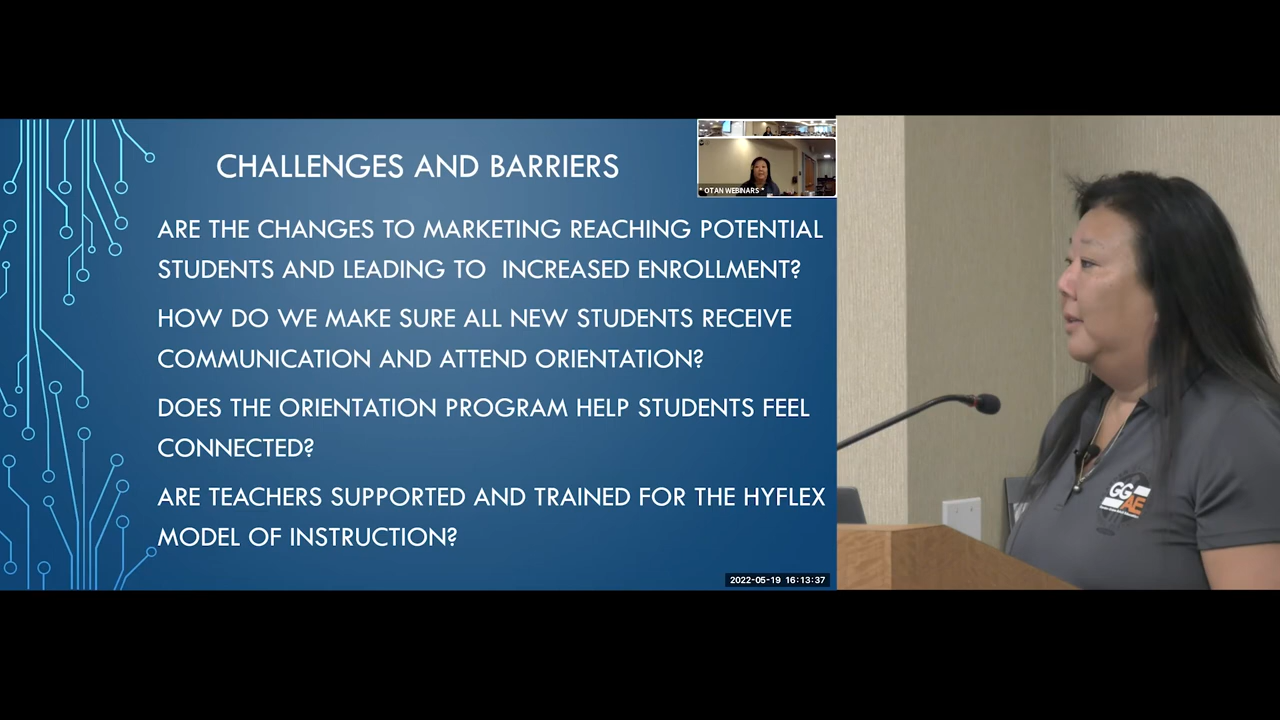 CHALLENGES AND BARRIERS
* OTAN WEBINARS *
ARE THE CHANGES TO MARKETING REACHING POTENTIAL
STUDENTS AND LEADING TO INCREASED ENROLLMENT?
HOW DO WE MAKE SURE ALL NEW STUDENTS RECEIVE
COMMUNICATION AND ATTEND ORIENTATION?
DOES THE ORIENTATION PROGRAM HELP STUDENTS FEEL
CONNECTED?
ARE TEACHERS SUPPORTED AND TRAINED FOR THE HYFLEX
MODEL OF INSTRUCTION?
2022-05-19 16:13:37
GG
AE